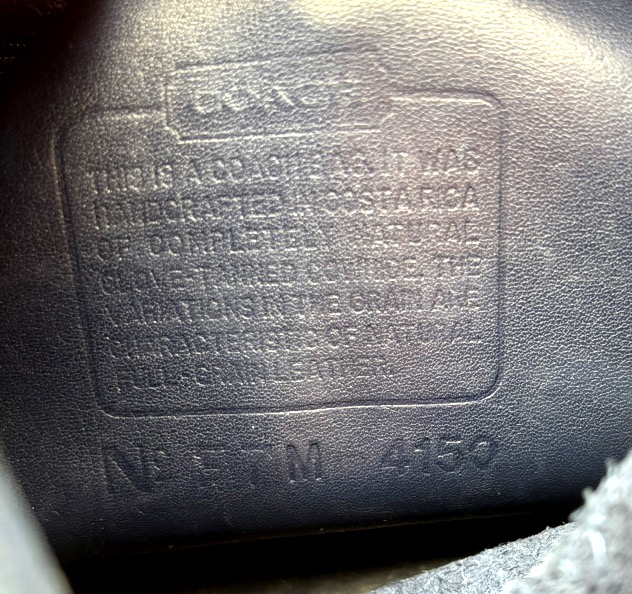 COACH
THIS IS A COACH BAG. IT WAS
HANDCRAFTED IN COSTA RICA
OF COMPLETELY NATURAL
GLOVE-TANNED COWHIDE. THE
VARIATIONS IN THE GRAIN ARE
CHARACTERISTIC OF NATURAL
FULL-GRAIN LEATHER.
No M 4150